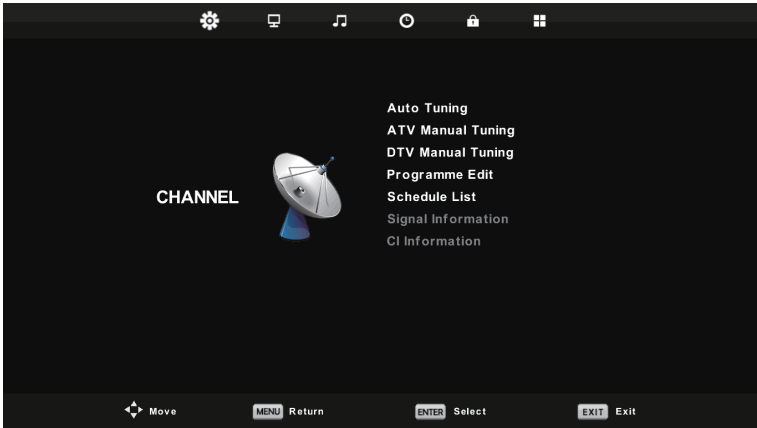 Auto Tuning
ATV Manual Tuning
DTV Manual Tuning
Programme Edit
CHANNEL
Schedule List
Signal Information
CI Information
Move MENU Return ENTER Select EXIT Exit